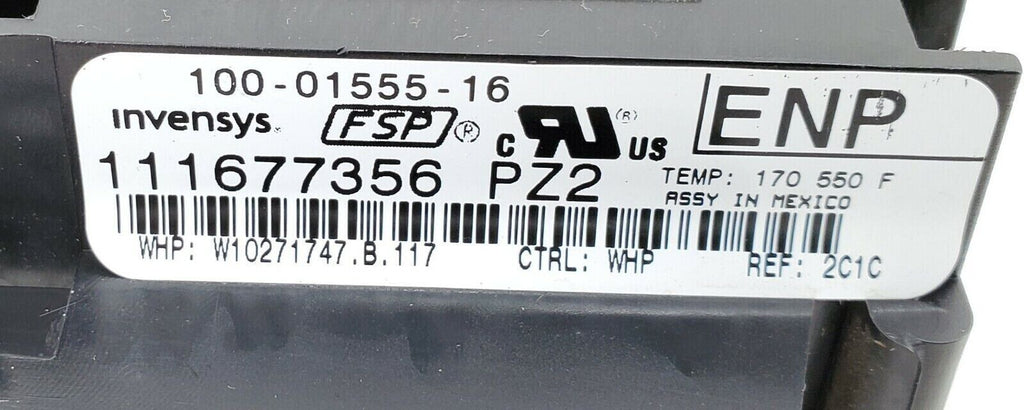 100-01555-16
invensys. FSP ® c RU (R) US ENP
111677356 PZ2 TEMP: 170 550 F
ASSY IN MEXICO
WHP: W10271747.B.117 CTRL: WHP REF: 2C1C